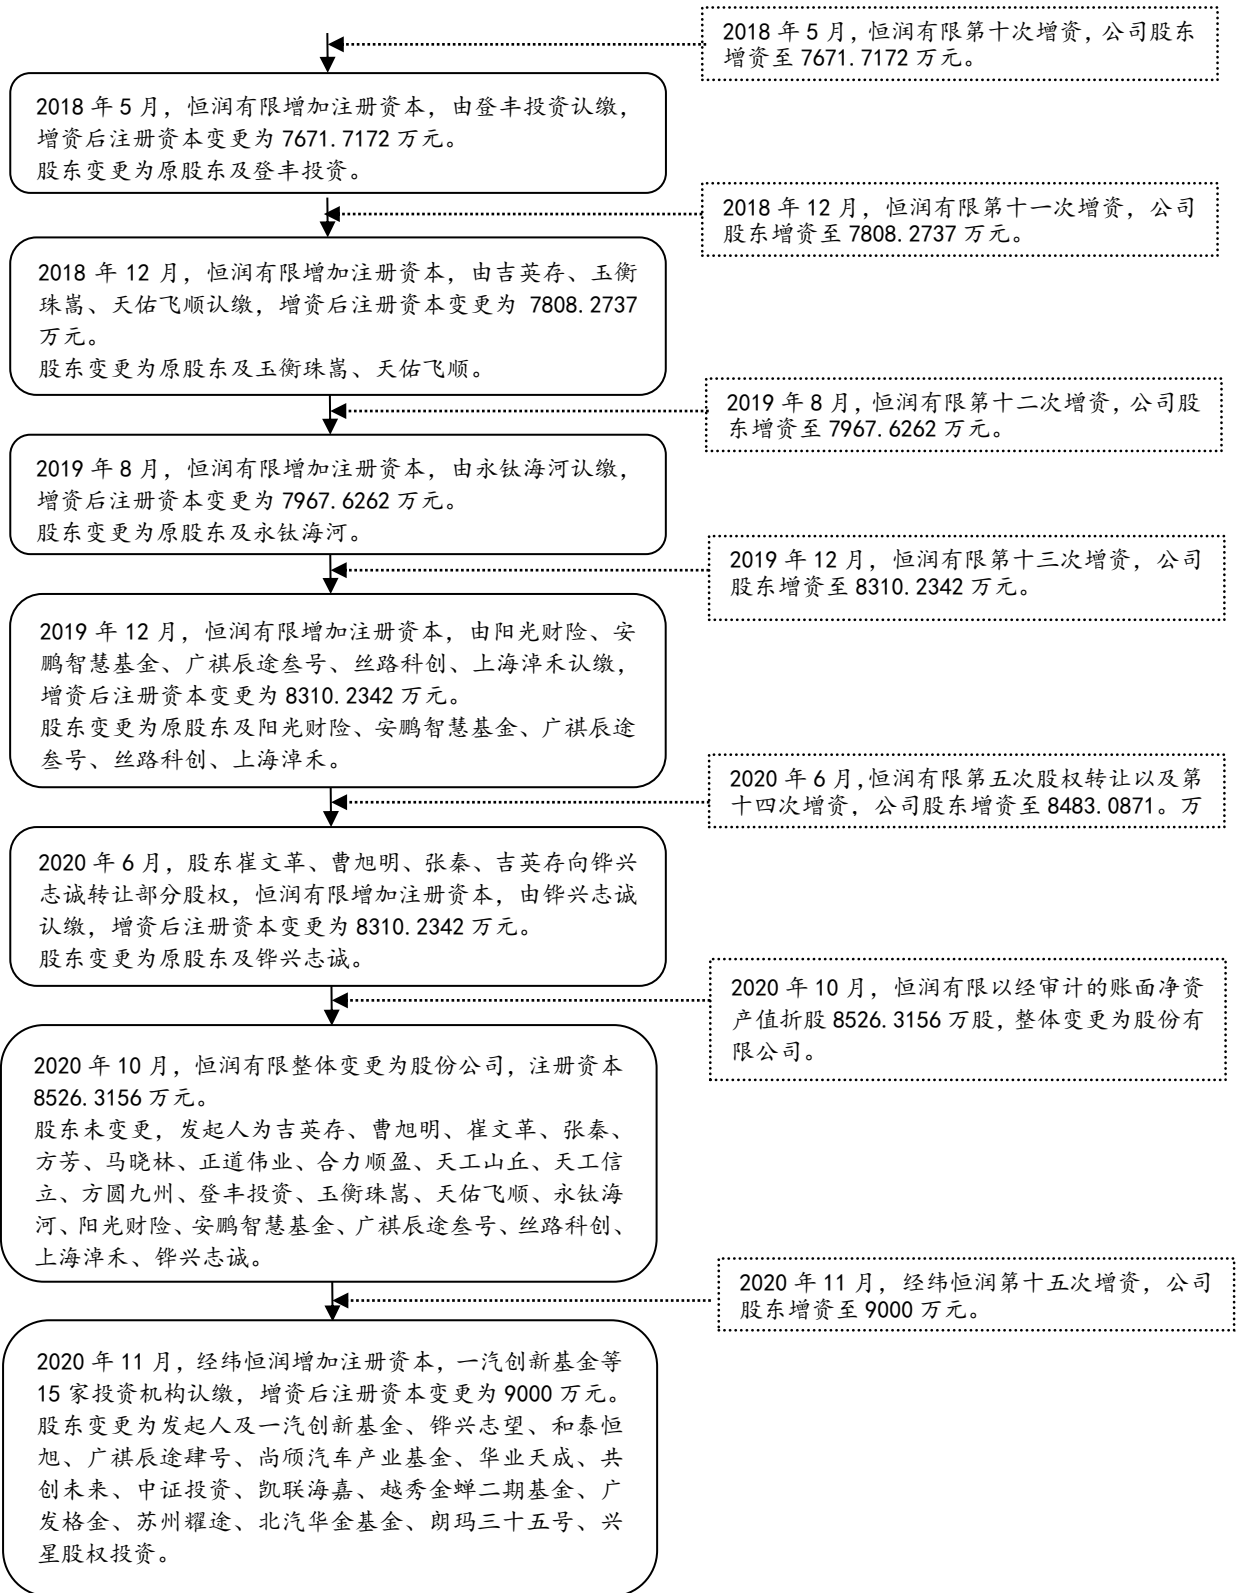 2018 年 5 月，恒润有限第十次增资，公司股东
增资至 7671.7172 万元。
2018 年 5 月，恒润有限增加注册资本，由登丰投资认缴，
增资后注册资本变更为 7671.7172 万元。
股东变更为原股东及登丰投资。
2018 年 12 月，恒润有限第十一次增资，公司
股东增资至 7808.2737 万元。
2018 年 12 月，恒润有限增加注册资本，由吉英存、玉衡
珠嵩、天佑飞顺认缴，增资后注册资本变更为 7808.2737
万元。
股东变更为原股东及玉衡珠嵩、天佑飞顺。
2019 年 8 月，恒润有限第十二次增资，公司股
东增资至 7967.6262 万元。
2019 年 8 月，恒润有限增加注册资本，由永钛海河认缴，
增资后注册资本变更为 7967.6262 万元。
股东变更为原股东及永钛海河。
2019 年 12 月，恒润有限第十三次增资，公司
股东增资至 8310.2342 万元。
2019 年 12 月，恒润有限增加注册资本，由阳光财险、安
鹏智慧基金、广祺辰途叁号、丝路科创、上海淖禾认缴，
增资后注册资本变更为 8310.2342 万元。
股东变更为原股东及阳光财险、安鹏智慧基金、广祺辰途
叁号、丝路科创、上海淖禾。
2020 年 6 月，恒润有限第五次股权转让以及第
十四次增资，公司股东增资至 8483.0871。万
2020 年 6 月，股东崔文革、曹旭明、张秦、吉英存向铧兴
志诚转让部分股权，恒润有限增加注册资本，由铧兴志诚
认缴，增资后注册资本变更为 8310.2342 万元。
股东变更为原股东及铧兴志诚。
2020 年 10 月，恒润有限以经审计的账面净资
产值折股 8526.3156 万股，整体变更为股份有
限公司。
2020 年 10 月，恒润有限整体变更为股份公司，注册资本
8526.3156 万元。
股东未变更，发起人为吉英存、曹旭明、崔文革、张秦、
方芳、马晓林、正道伟业、合力顺盈、天工山丘、天工信
立、方圆九州、登丰投资、玉衡珠嵩、天佑飞顺、永钛海
河、阳光财险、安鹏智慧基金、广祺辰途叁号、丝路科创、
上海淖禾、铧兴志诚。
2020 年 11 月，经纬恒润第十五次增资，公司
股东增资至 9000 万元。
2020 年 11 月，经纬恒润增加注册资本，一汽创新基金等
15 家投资机构认缴，增资后注册资本变更为 9000 万元。
股东变更为发起人及一汽创新基金、铧兴志望、和泰恒
旭、广祺辰途肆号、尚颀汽车产业基金、华业天成、共
创未来、中证投资、凯联海嘉、越秀金蝉二期基金、广
发格金、苏州耀途、北汽华金基金、朗玛三十五号、兴
星股权投资。